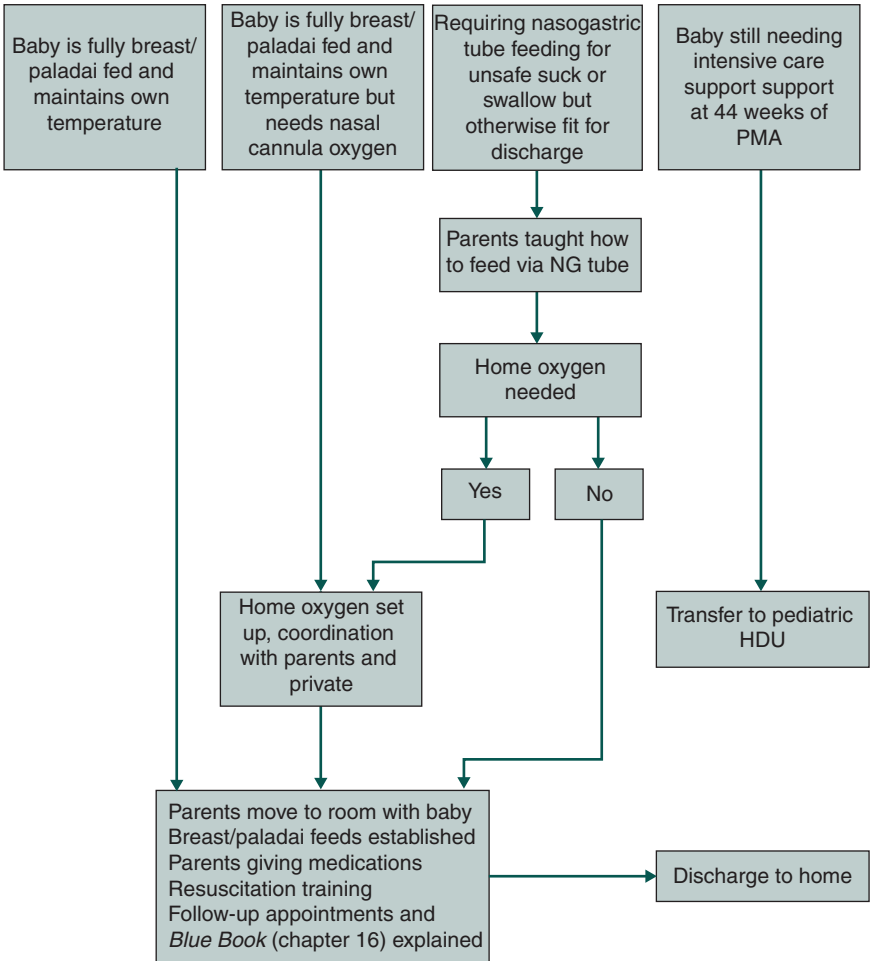 Baby is fully breast/
paladai fed and
maintains own
temperature
Baby is fully breast/
paladai fed and
maintains own
temperature but
needs nasal
cannula oxygen
Requiring nasogastric
tube feeding for
unsafe suck or
swallow but
otherwise fit for
discharge
Baby still needing
intensive care
support support
at 44 weeks of
PMA
Parents taught how
to feed via NG tube
Home oxygen
needed
Yes
No
Home oxygen set
up, coordination
with parents and
private
Transfer to pediatric
HDU
Parents move to room with baby
Breast/paladai feeds established
Parents giving medications
Resuscitation training
Follow-up appointments and
Blue Book (chapter 16) explained
Discharge to home